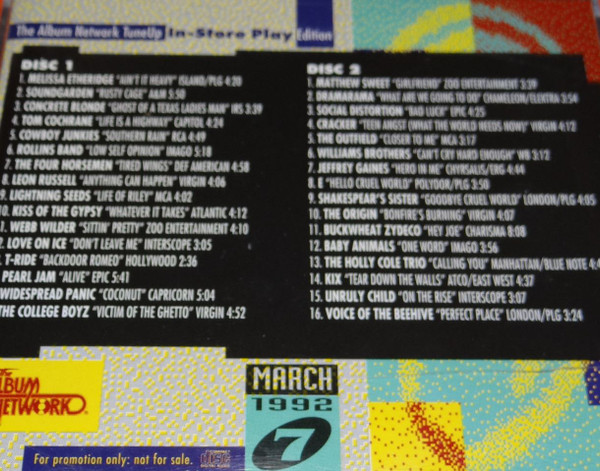 The Album Network TuneUp In-Store Play Edition
DISC 1
1. MELISSA ETHERIDGE "AIN'T IT HEAVY" ISLAND/PLG 4:20
2. SOUNDGARDEN "RUSTY CAGE" A&M 5:50
3. CONCRETE BLONDE "GHOST OF A TEXAS LADIES MAN" IRS 3:39
4. TOM COCHRANE "LIFE IS A HIGHWAY" CAPITOL 4:24
5. COWBOY JUNKIES "SOUTHERN RAIN" RCA 4:49
6. ROLLINS BAND "LOW SELF OPINION" IMAGO 5:18
7. THE FOUR HORSEMEN "TIRED WINGS" DEF AMERICAN 4:58
8. LEON RUSSELL "ANYTHING CAN HAPPEN" VIRGIN 4:06
9. LIGHTNING SEEDS "LIFE OF RILEY" MCA 4:02
10. KISS OF THE GYPSY "WHATEVER IT TAKES" ATLANTIC 4:12
1. WEBB WILDER "SITTIN' PRETTY" ZOO ENTERTAINMENT 4:10
2. LOVE ON ICE "DON'T LEAVE ME" INTERSCOPE 3:05
3. T-RIDE "BACKDOOR ROMEO" HOLLYWOOD 2:36
PEARL JAM "ALIVE" EPIC 5:41
WIDESPREAD PANIC "COCONUT" CAPRICORN 5:04
THE COLLEGE BOYZ "VICTIM OF THE GHETTO" VIRGIN 4:52
DISC 2
1. MATTHEW SWEET "GIRLFRIEND" ZOO ENTERTAINMENT 3:39
2. DRAMARAMA "WHAT ARE WE GOING TO DO" CHAMELEON/ELEKTRA 3:54
3. SOCIAL DISTORTION "BAD LUCK" EPIC 4:25
4. CRACKER "TEEN ANGST (WHAT THE WORLD NEEDS NOW)" VIRGIN 4:12
5. THE OUTFIELD "CLOSER TO ME" MCA 3:17
6. WILLIAMS BROTHERS "CAN'T CRY HARD ENOUGH" WB 3:12
7. JEFFREY GAINES "HERO IN ME" CHYRSALIS/ERG 4:44
8. E "HELLO CRUEL WORLD" POLYDOR/PLG 3:50
9. SHAKESPEAR'S SISTER "GOODBYE CRUEL WORLD" LONDON/PLG 4:05
10. THE ORIGIN "BONFIRE'S BURNING" VIRGIN 4:07
11. BUCKWHEAT ZYDECO "HEY JOE" CHARISMA 8:08
12. BABY ANIMALS "ONE WORD" IMAGO 3:56
13. THE HOLLY COLE TRIO "CALLING YOU" MANHATTAN/BLUE NOTE 4:4
14. KIX "TEAR DOWN THE WALLS" ATCO/EAST WEST 4:37
15. UNRULY CHILD "ON THE RISE" INTERSCOPE 3:07
16. VOICE OF THE BEEHIVE "PERFECT PLACE" LONDON/PLG 3:24
ALBUM
NETWORK
MARCH
1992
7
For promotion only: not for sale.